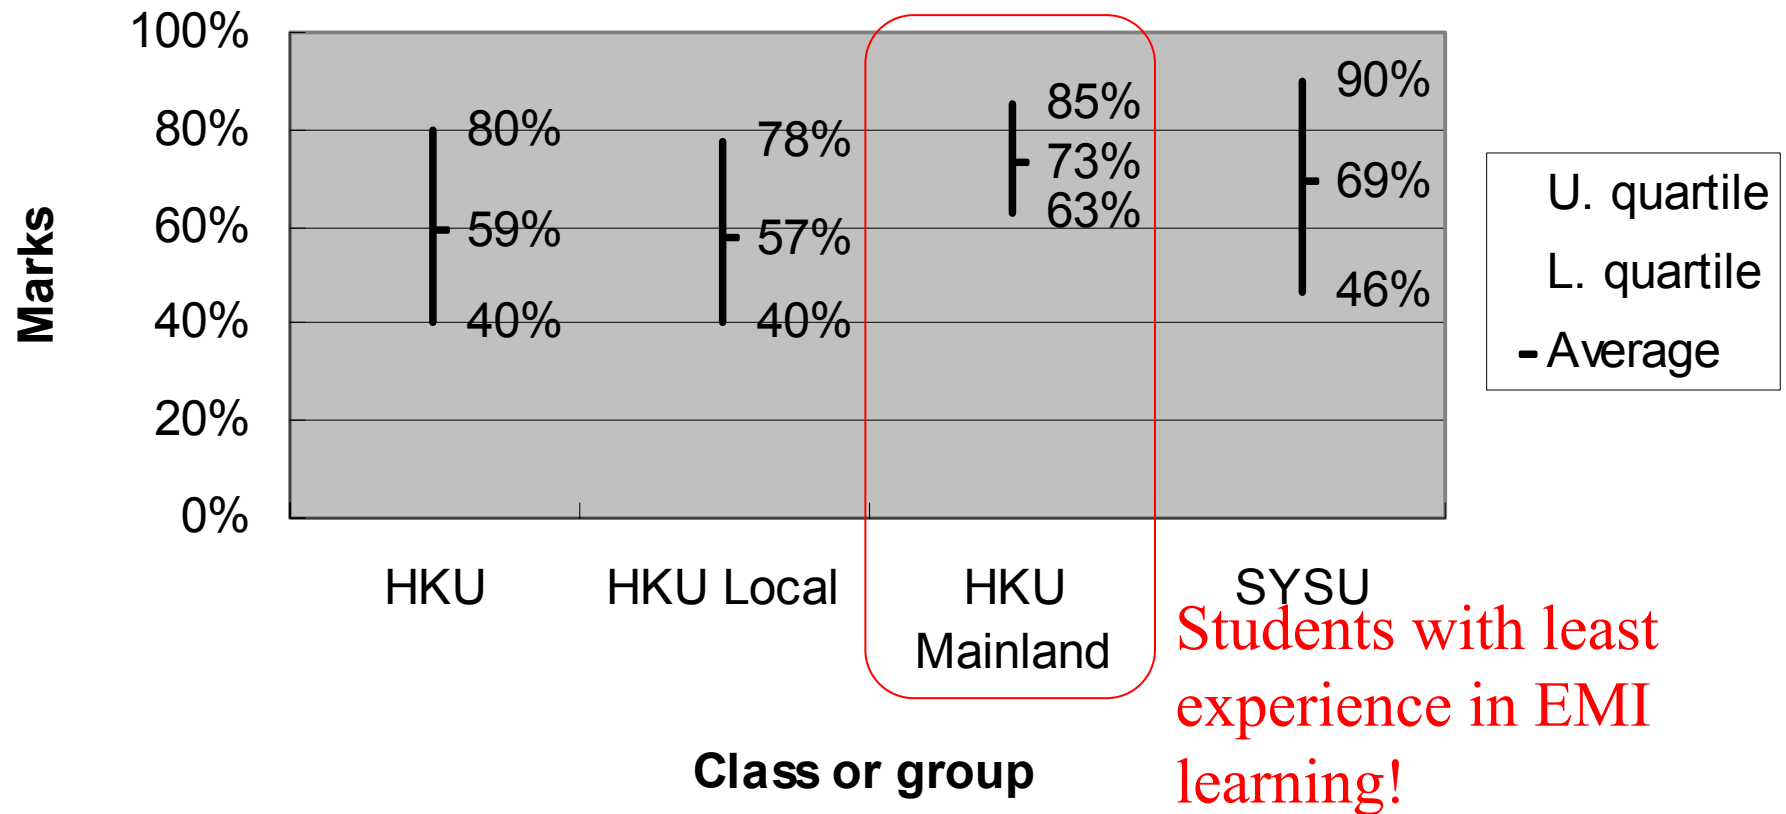 100%
80%
60%
40%
20%
0%
Marks
80%
59%
40%
78%
57%
40%
85%
73%
63%
90%
69%
46%
U. quartile
L. quartile
Average
HKU
HKU Local
HKU
Mainland
SYSU
Students with least
experience in EMI
learning!
Class or group